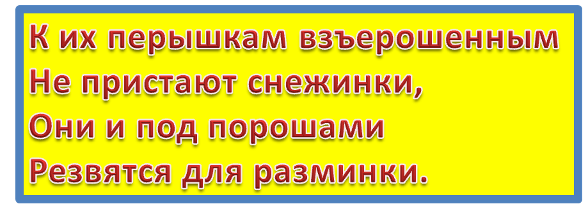 К их перышкам взъерошенным
Не пристают снежинки,
Они и под порошами
Резвятся для разминки.